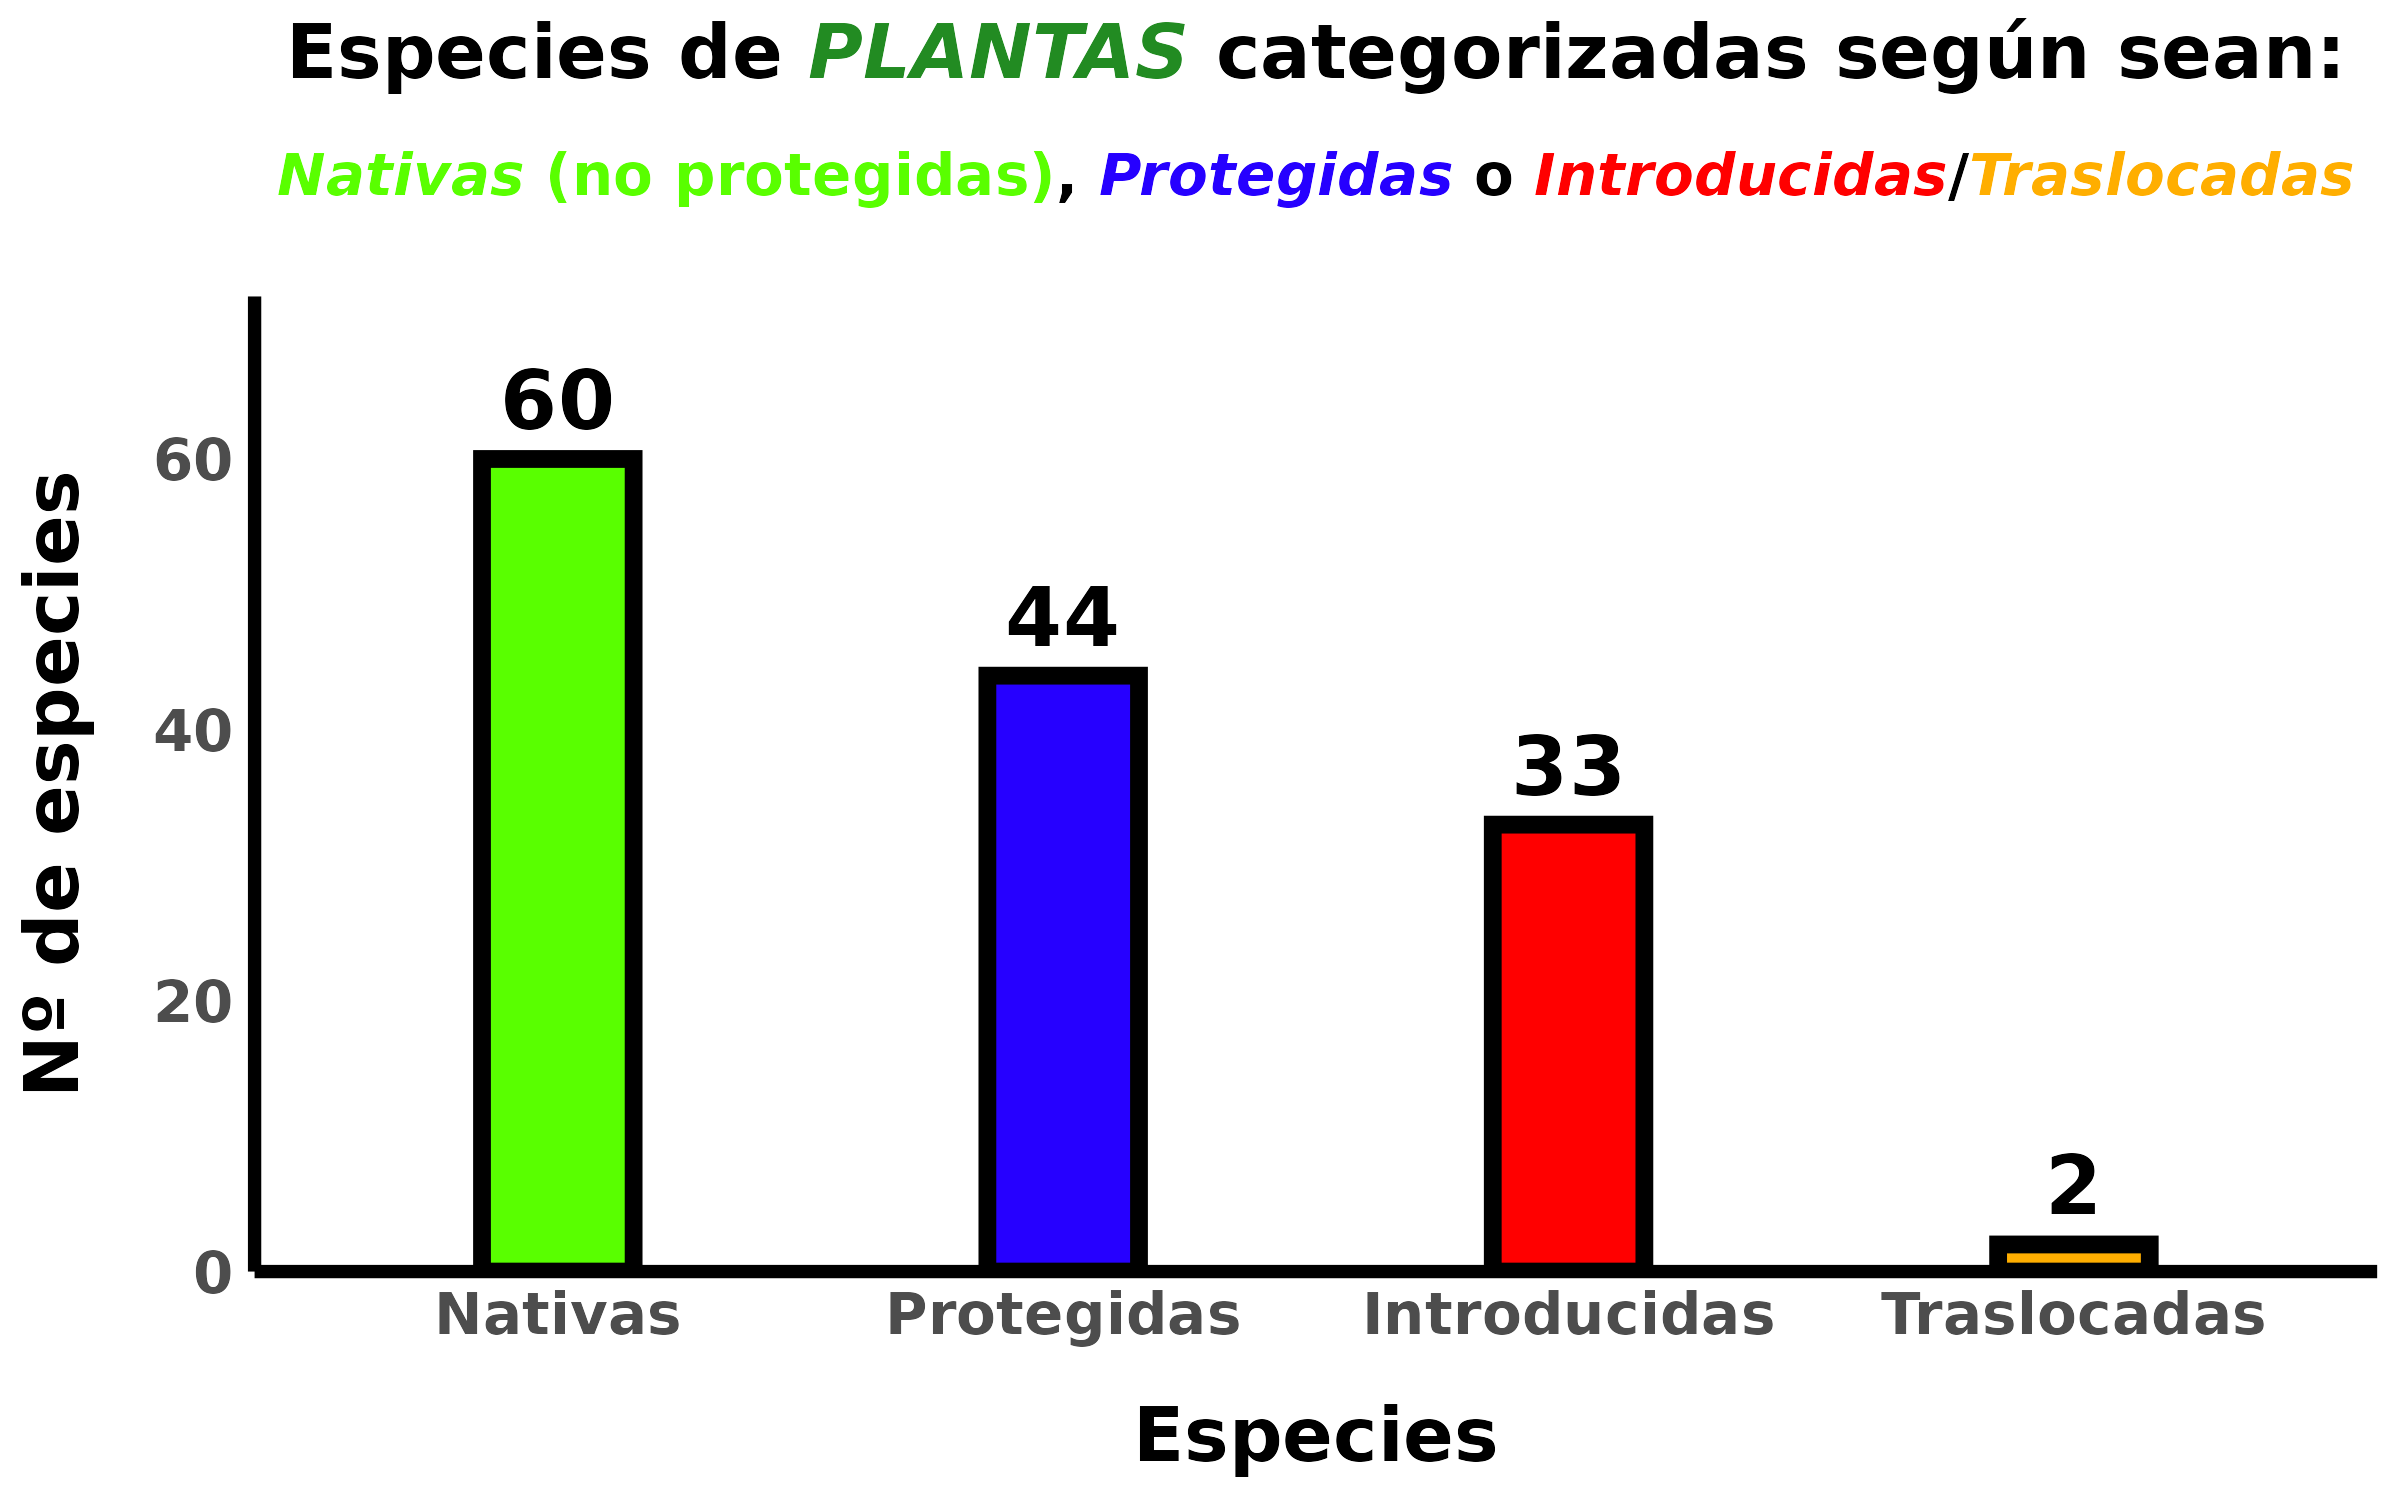 Especies de PLANTAS categorizadas según sean:
Nativas (no protegidas), Protegidas o Introducidas/Traslocadas
Nº de especies
60
40
20
0
60
44
33
2
Nativas
Protegidas
Introducidas
Traslocadas
Especies